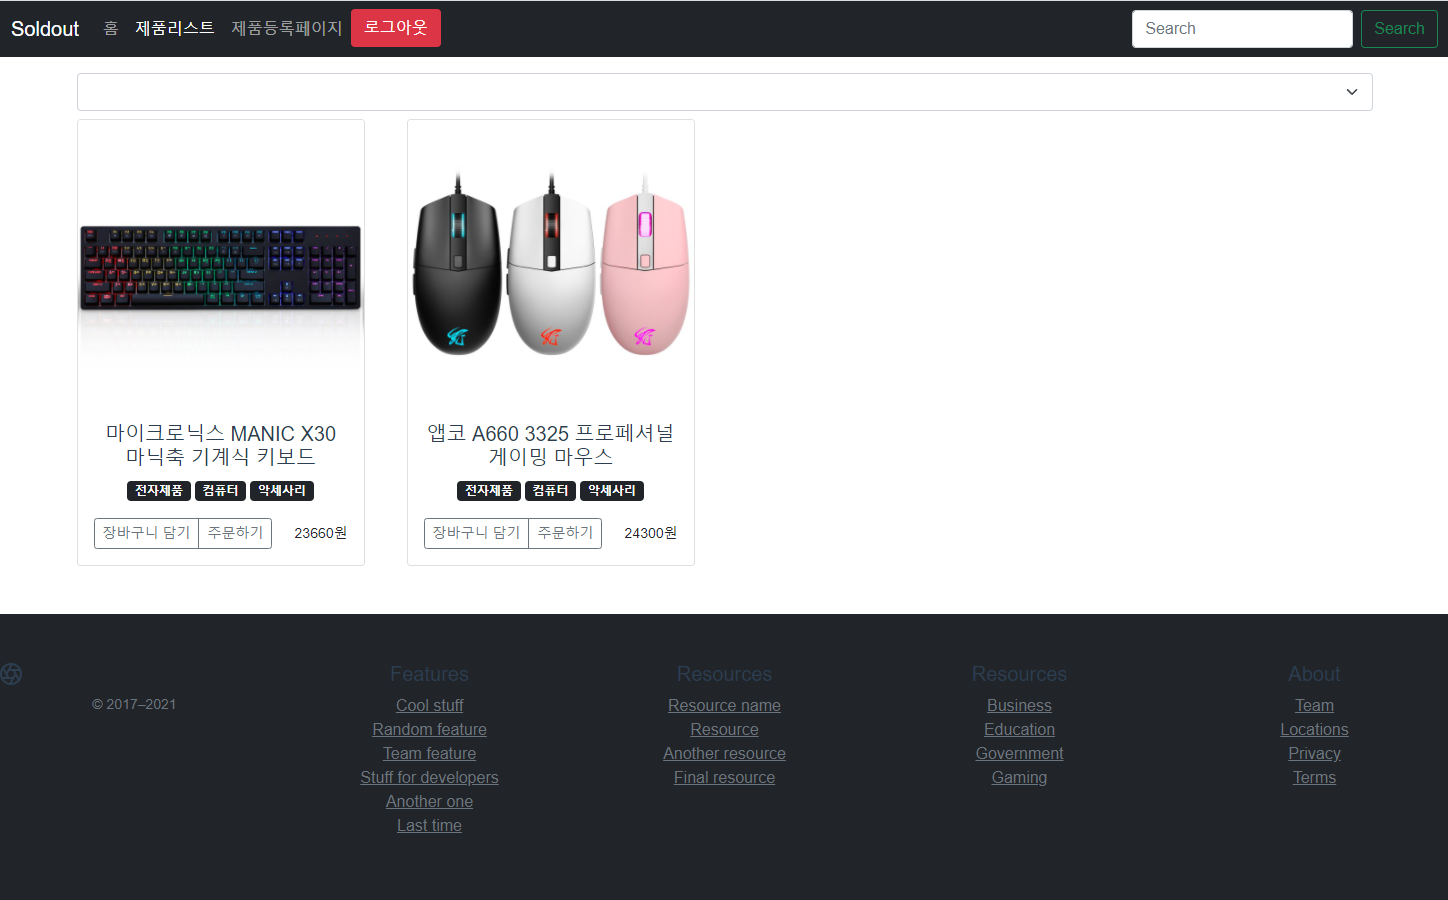 Soldout 홈 제품리스트 제품등록페이지 로그아웃 Search Search
마이크로닉스 MANIC X30
마닉축 기계식 키보드
전자제품 컴퓨터 악세사리
장바구니 담기 주문하기 23660원
앱코 A660 3325 프로페셔널
게이밍 마우스
전자제품 컴퓨터 악세사리
장바구니 담기 주문하기 24300원
© 2017–2021
Features
Cool stuff
Random feature
Team feature
Stuff for developers
Another one
Last time
Resources
Resource name
Resource
Another resource
Final resource
Resources
Business
Education
Government
Gaming
About
Team
Locations
Privacy
Terms